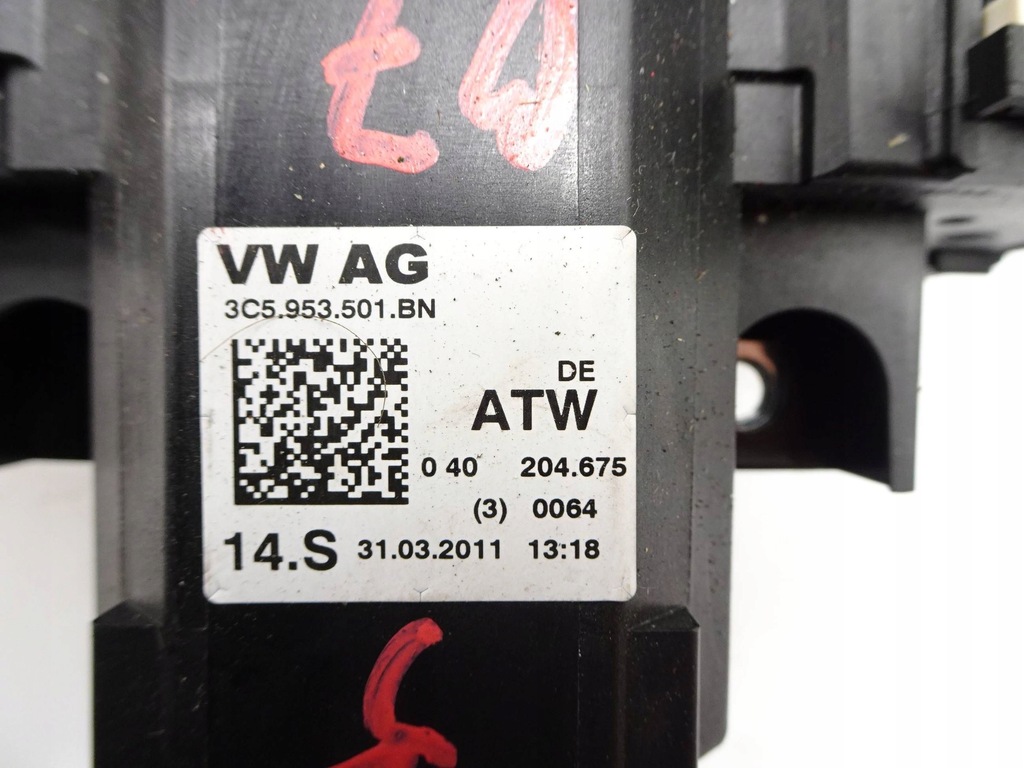 VW AG
3C5.953.501.BN
DE
ATW
0 40 204.675
(3) 0064
14.S 31.03.2011 13:18